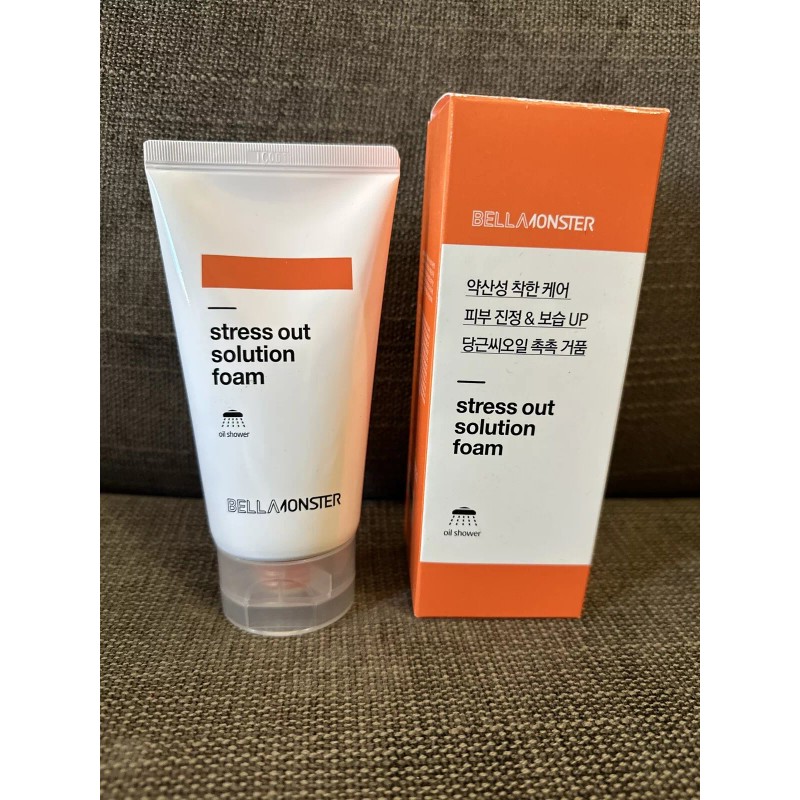 stress out
solution
foam
oil shower
BELLAMONSTER
BELLAMONSTER
약산성 착한 케어
피부 진정 & 보습 UP
당근씨오일 촉촉 거품
stress out
solution
foam
oil shower